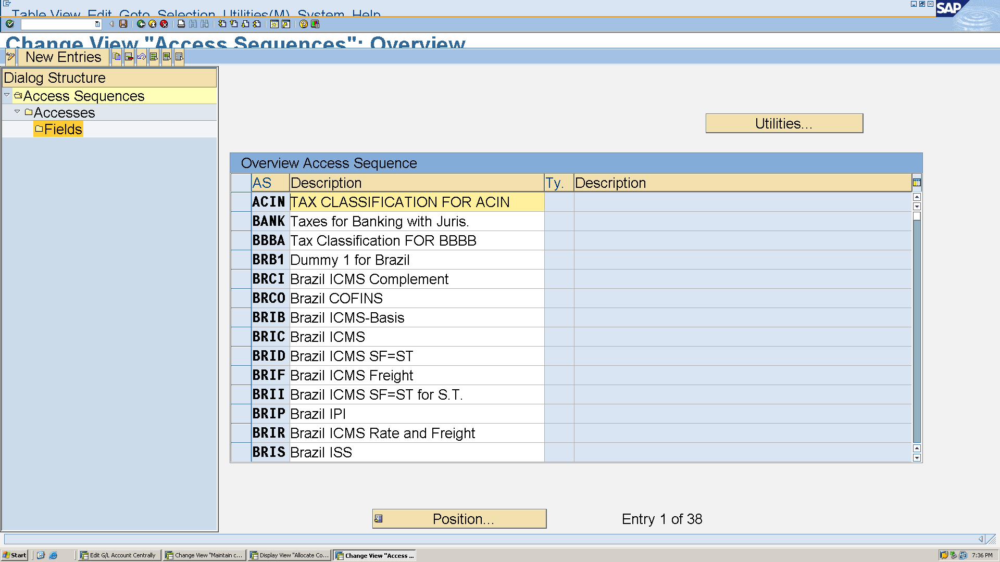 Table View Edit Goto Selection Utilities(M) System Help
SAP
Change View "Access Sequences": Overview
New Entries
Dialog Structure
Access Sequences
Accesses
Fields
Utilities...
Overview Access Sequence
AS Description Ty. Description
ACIN TAX CLASSIFICATION FOR ACIN
BANK Taxes for Banking with Juris.
BBBA Tax Classification FOR BBBB
BRB1 Dummy 1 for Brazil
BRCI Brazil ICMS Complement
BRCO Brazil COFINS
BRIB Brazil ICMS-Basis
BRIC Brazil ICMS
BRID Brazil ICMS SF=ST
BRIF Brazil ICMS Freight
BRII Brazil ICMS SF=ST for S.T.
BRIP Brazil IPI
BRIR Brazil ICMS Rate and Freight
BRIS Brazil ISS
Position... Entry 1 of 38
Start Edit G/L Account Centrally Change View "Maintain c... Display View "Allocate Co... Change View "Access ... 7:36 PM